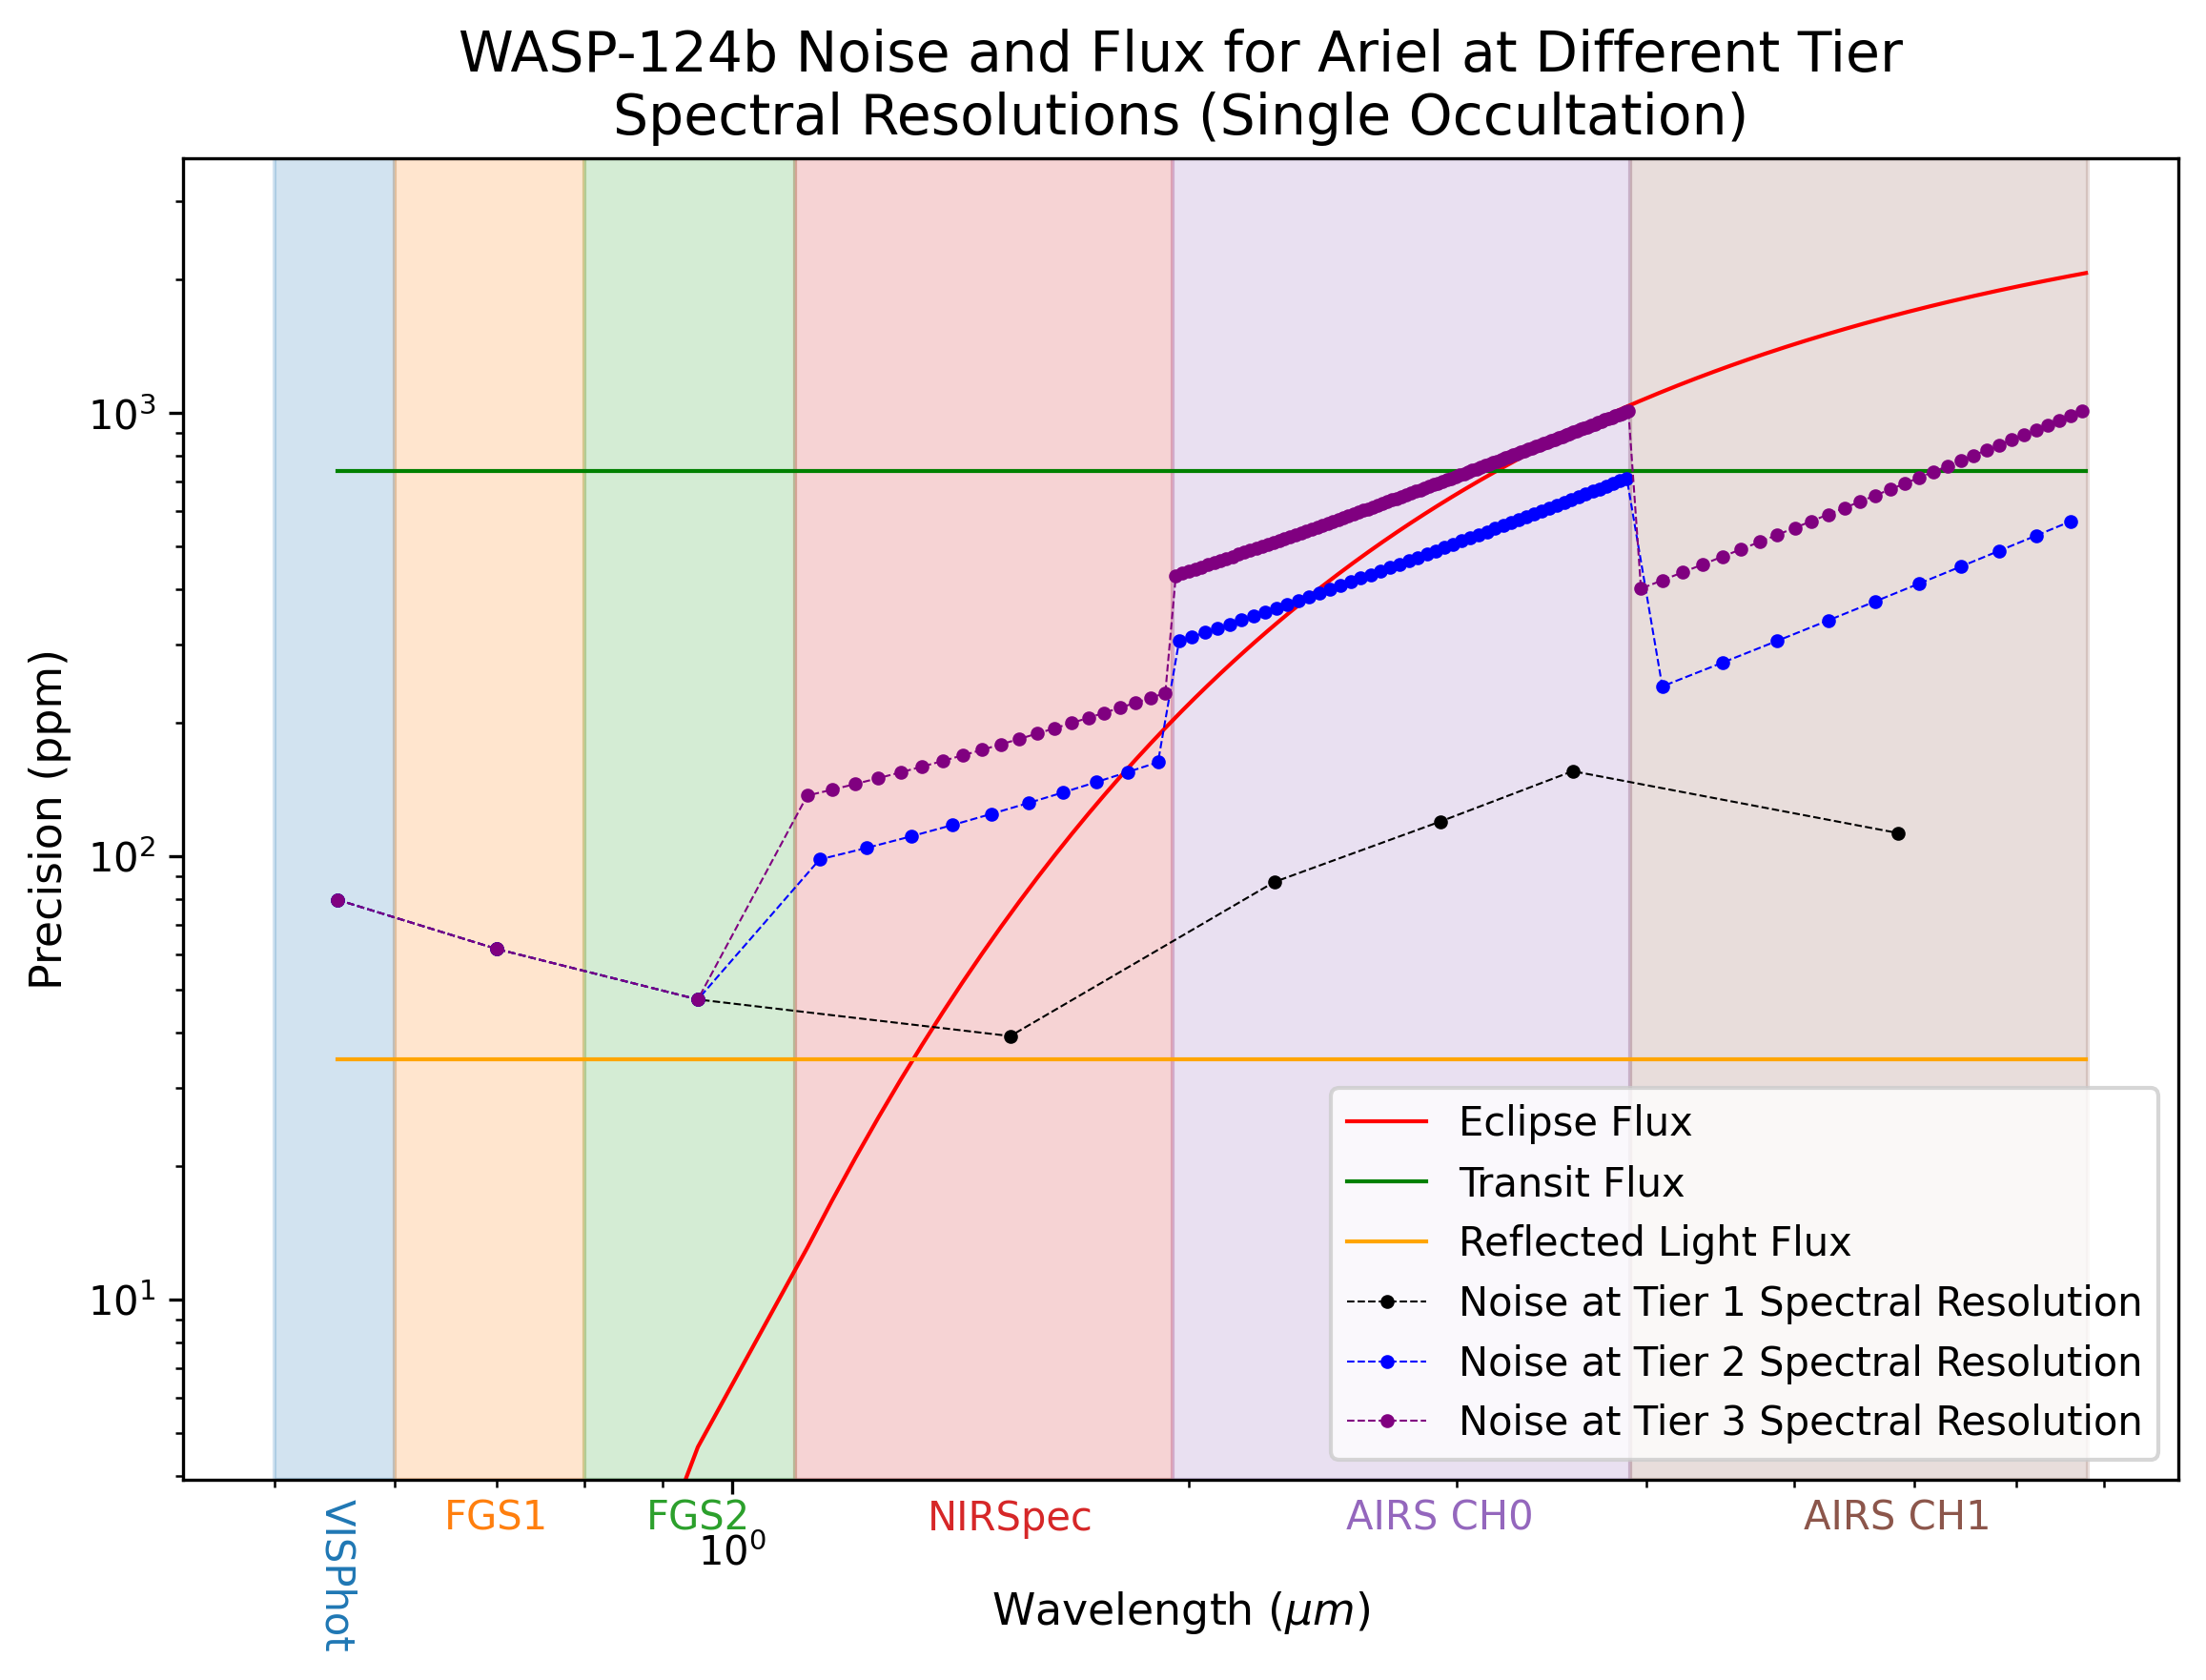 WASP-124b Noise and Flux for Ariel at Different Tier
Spectral Resolutions (Single Occultation)
Precision (ppm)
10³
10²
10¹
Eclipse Flux
Transit Flux
Reflected Light Flux
Noise at Tier 1 Spectral Resolution
Noise at Tier 2 Spectral Resolution
Noise at Tier 3 Spectral Resolution
VISPhot
FGS1
FGS2
NIRSpec
AIRS CH0
AIRS CH1
10⁰
Wavelength (μm)